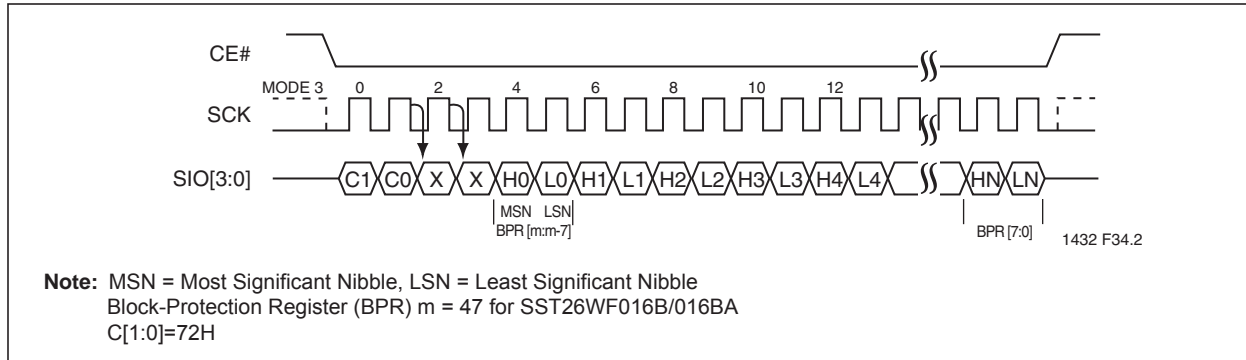 CE#
MODE 3 0 2 4 6 8 10 12
SCK
SIO[3:0] C1 C0 X X H0 L0 H1 L1 H2 L2 H3 L3 H4 L4 HN LN
MSN LSN
BPR [m:m-7] BPR [7:0]
1432 F34.2
Note: MSN = Most Significant Nibble, LSN = Least Significant Nibble
Block-Protection Register (BPR) m = 47 for SST26WF016B/016BA
C[1:0]=72H